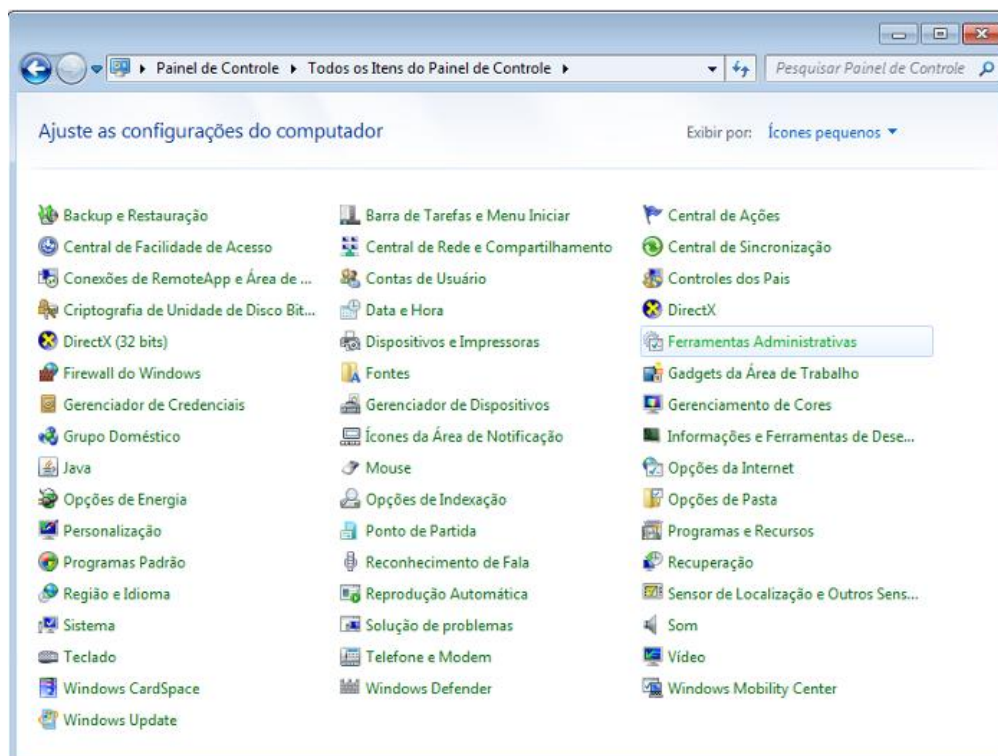 Painel de Controle Todos os Itens do Painel de Controle Pesquisar Painel de Controle
Ajuste as configurações do computador Exibir por: Ícones pequenos
Backup e Restauração Barra de Tarefas e Menu Iniciar Central de Ações
Central de Facilidade de Acesso Central de Rede e Compartilhamento Central de Sincronização
Conexões de RemoteApp e Área de ... Contas de Usuário Controles dos Pais
Criptografia de Unidade de Disco Bit... Data e Hora DirectX
DirectX (32 bits) Dispositivos e Impressoras Ferramentas Administrativas
Firewall do Windows Fontes Gadgets da Área de Trabalho
Gerenciador de Credenciais Gerenciador de Dispositivos Gerenciamento de Cores
Grupo Doméstico Ícones da Área de Notificação Informações e Ferramentas de Dese...
Java Mouse Opções da Internet
Opções de Energia Opções de Indexação Opções de Pasta
Personalização Ponto de Partida Programas e Recursos
Programas Padrão Reconhecimento de Fala Recuperação
Região e Idioma Reprodução Automática Sensor de Localização e Outros Sens...
Sistema Solução de problemas Som
Teclado Telefone e Modem Vídeo
Windows CardSpace Windows Defender Windows Mobility Center
Windows Update